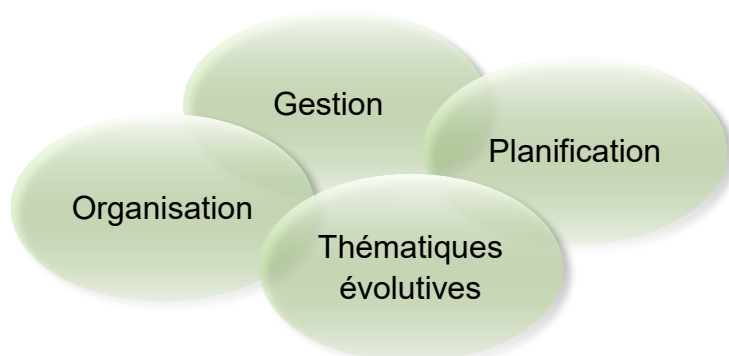 Gestion
Planification
Organisation
Thématiques
évolutives